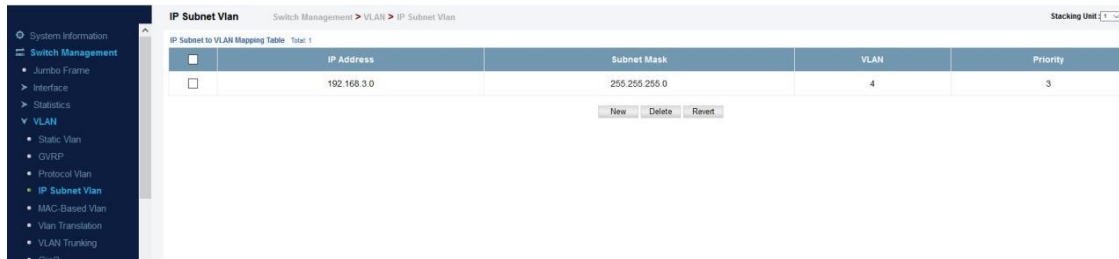 IP Subnet Vlan
Switch Management > VLAN > IP Subnet Vlan
Stacking Unit : 1
System Information
Switch Management
Jumbo Frame
Interface
Statistics
VLAN
Static Vlan
GVRP
Protocol Vlan
IP Subnet Vlan
MAC-Based Vlan
Vlan Translation
VLAN Trunking
IP Subnet to VLAN Mapping Table Total: 1
IP Address Subnet Mask VLAN Priority
192.168.3.0 255.255.255.0 4 3
New Delete Revert